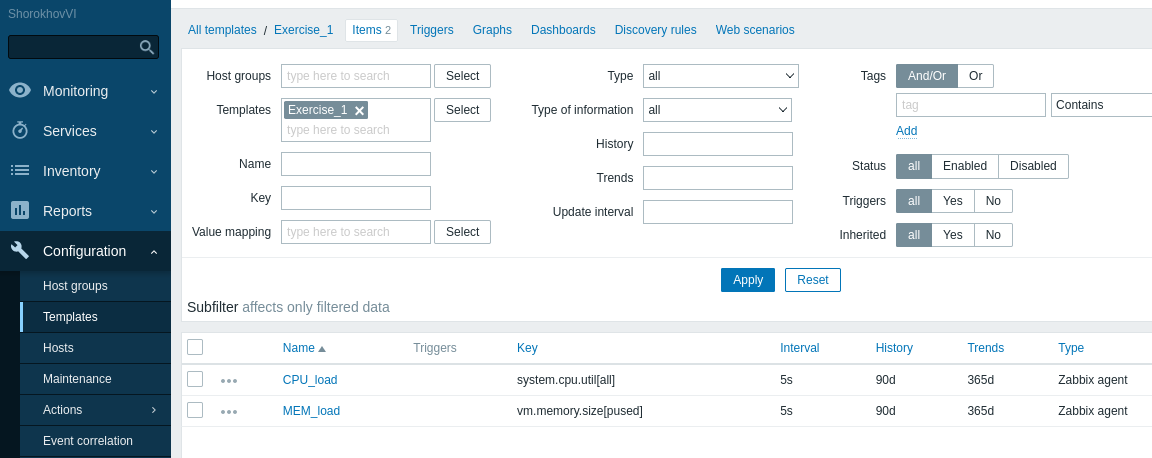 ShorokhovVI
Monitoring
Services
Inventory
Reports
Configuration
Host groups
Templates
Hosts
Maintenance
Actions
Event correlation
All templates / Exercise_1 Items 2 Triggers Graphs Dashboards Discovery rules Web scenarios
Host groups type here to search Select
Templates Exercise_1 Select
type here to search
Name
Key
Value mapping type here to search Select
Type all
Type of information all
History
Trends
Update interval
Tags And/Or Or
tag Contains
Add
Status all Enabled Disabled
Triggers all Yes No
Inherited all Yes No
Apply Reset
Subfilter affects only filtered data
Name Triggers Key Interval History Trends Type
CPU_load system.cpu.util[all] 5s 90d 365d Zabbix agent
MEM_load vm.memory.size[pused] 5s 90d 365d Zabbix agent